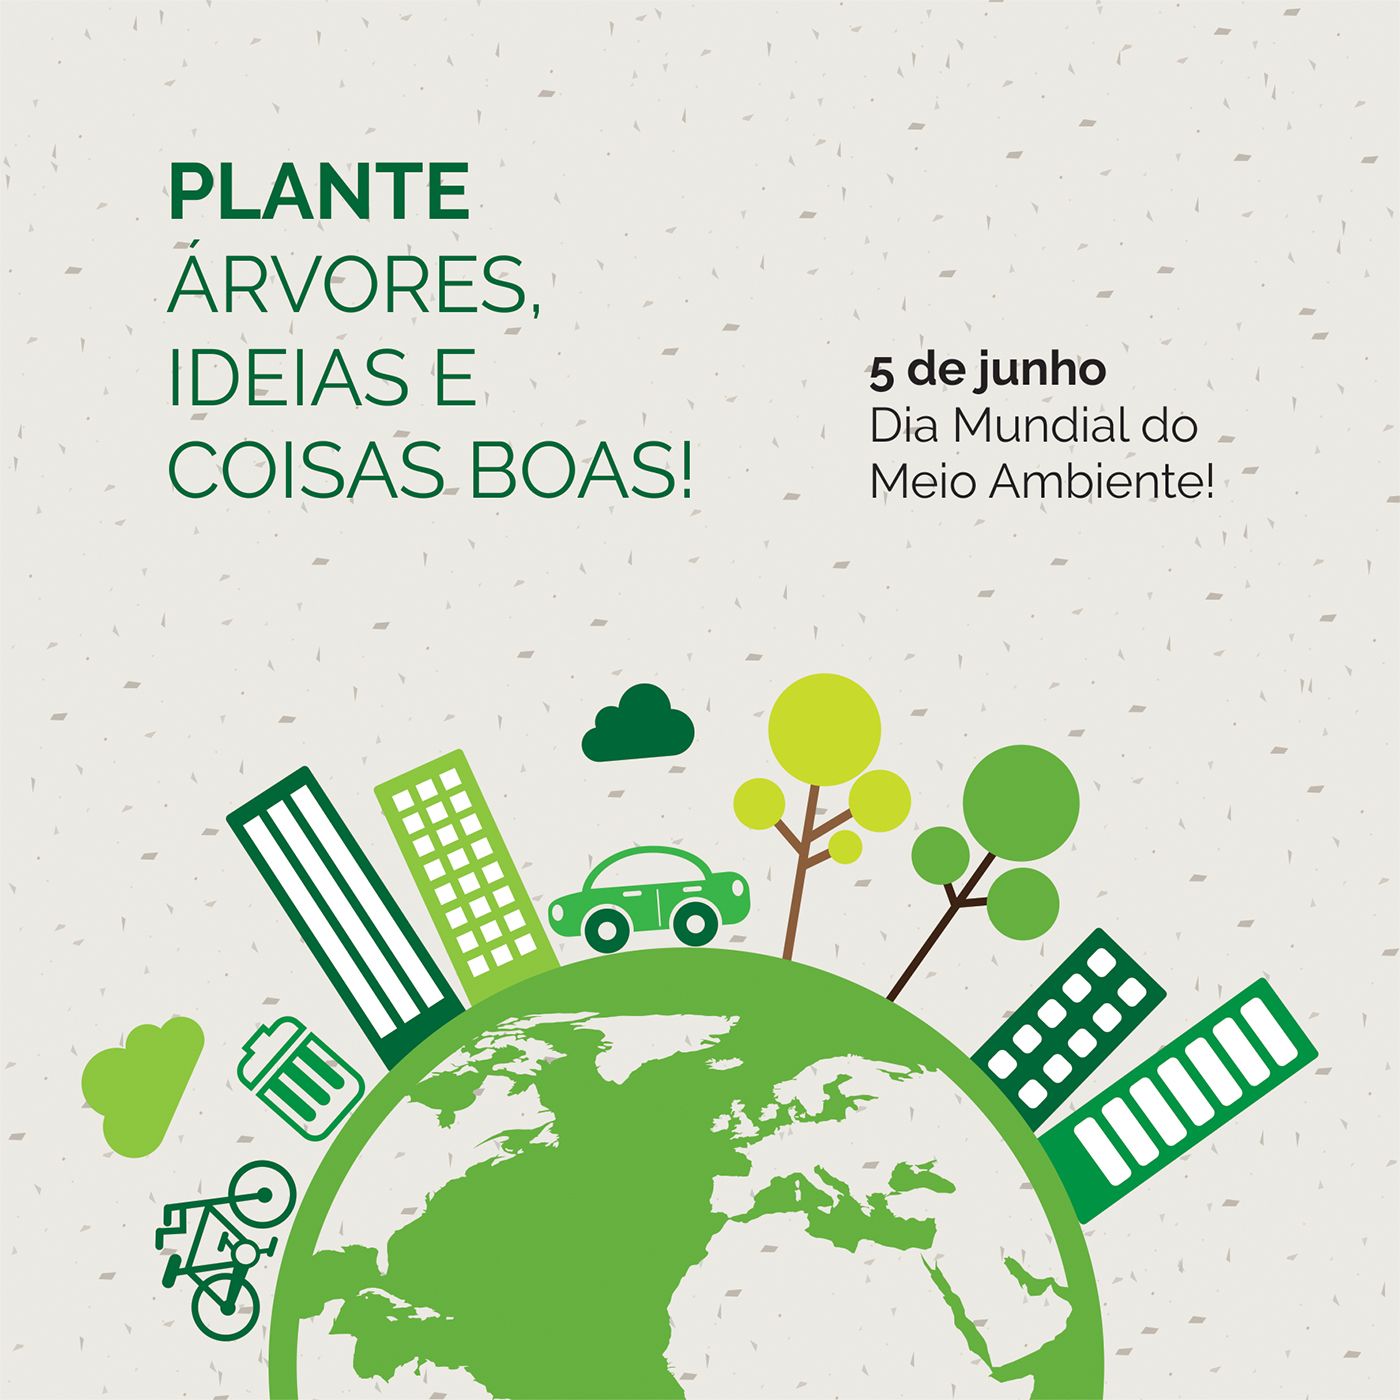 PLANTE
ÁRVORES,
IDEIAS E
COISAS BOAS!
5 de junho
Dia Mundial do
Meio Ambiente!